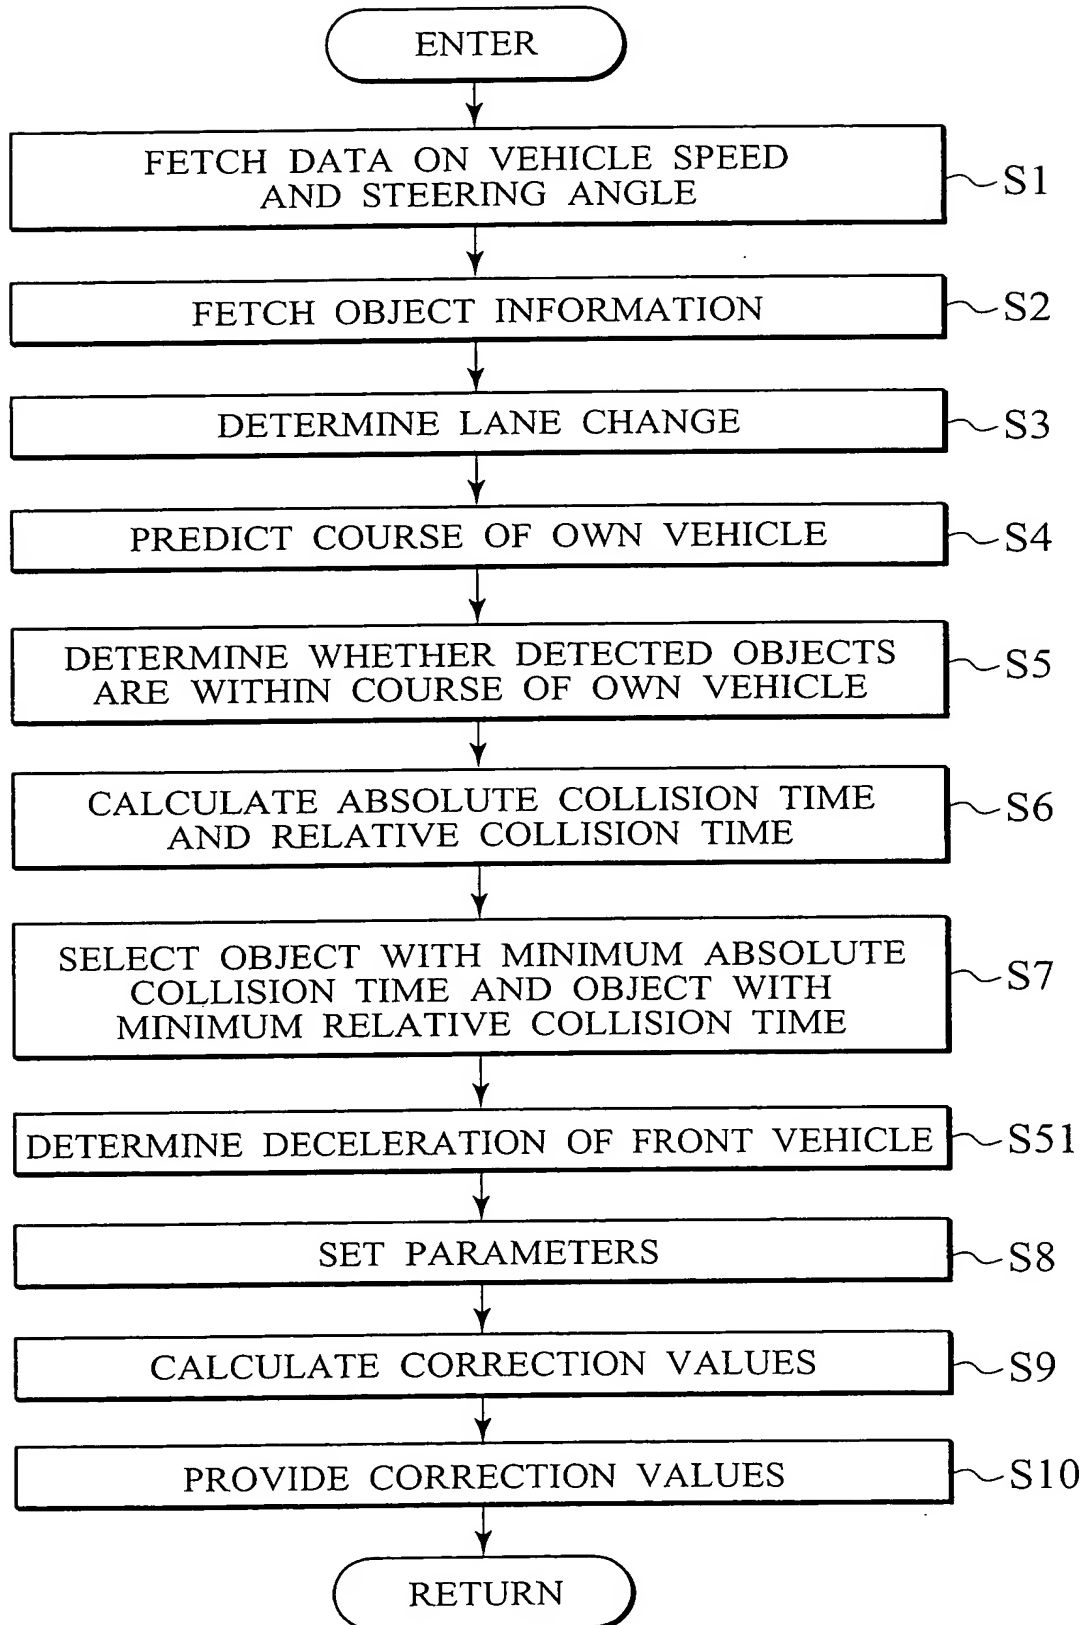 ENTER
FETCH DATA ON VEHICLE SPEED
AND STEERING ANGLE
S1
FETCH OBJECT INFORMATION
S2
DETERMINE LANE CHANGE
S3
PREDICT COURSE OF OWN VEHICLE
S4
DETERMINE WHETHER DETECTED OBJECTS
ARE WITHIN COURSE OF OWN VEHICLE
S5
CALCULATE ABSOLUTE COLLISION TIME
AND RELATIVE COLLISION TIME
S6
SELECT OBJECT WITH MINIMUM ABSOLUTE
COLLISION TIME AND OBJECT WITH
MINIMUM RELATIVE COLLISION TIME
S7
DETERMINE DECELERATION OF FRONT VEHICLE
S51
SET PARAMETERS
S8
CALCULATE CORRECTION VALUES
S9
PROVIDE CORRECTION VALUES
S10
RETURN